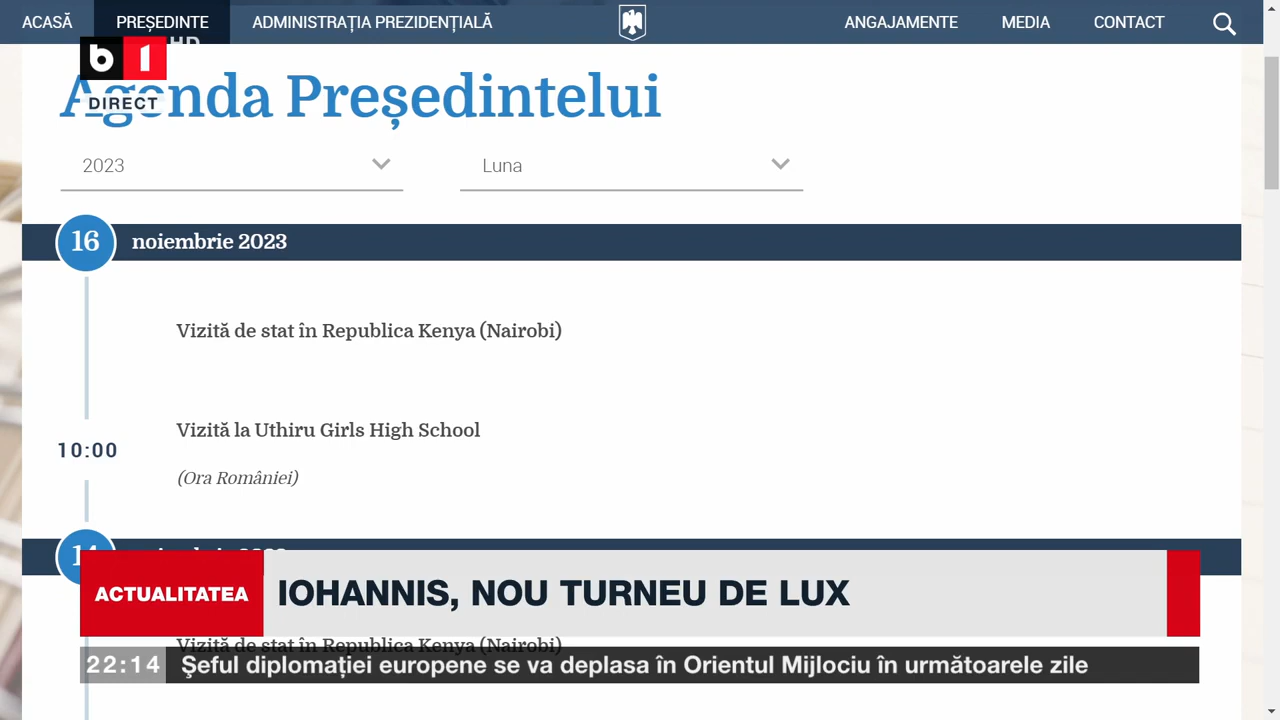 ACASĂ PREȘEDINTE ADMINISTRAȚIA PREZIDENȚIALĂ ANGAJAMENTE MEDIA CONTACT
HD
b1
DIRECT
Agenda Președintelui
2023 Luna
16 noiembrie 2023
Vizită de stat în Republica Kenya (Nairobi)
Vizită la Uthiru Girls High School
10:00
(Ora României)
14
ACTUALITATEA IOHANNIS, NOU TURNEU DE LUX
Vizită de stat în Republica Kenya (Nairobi)
22:14 Şeful diplomației europene se va deplasa în Orientul Mijlociu în următoarele zile